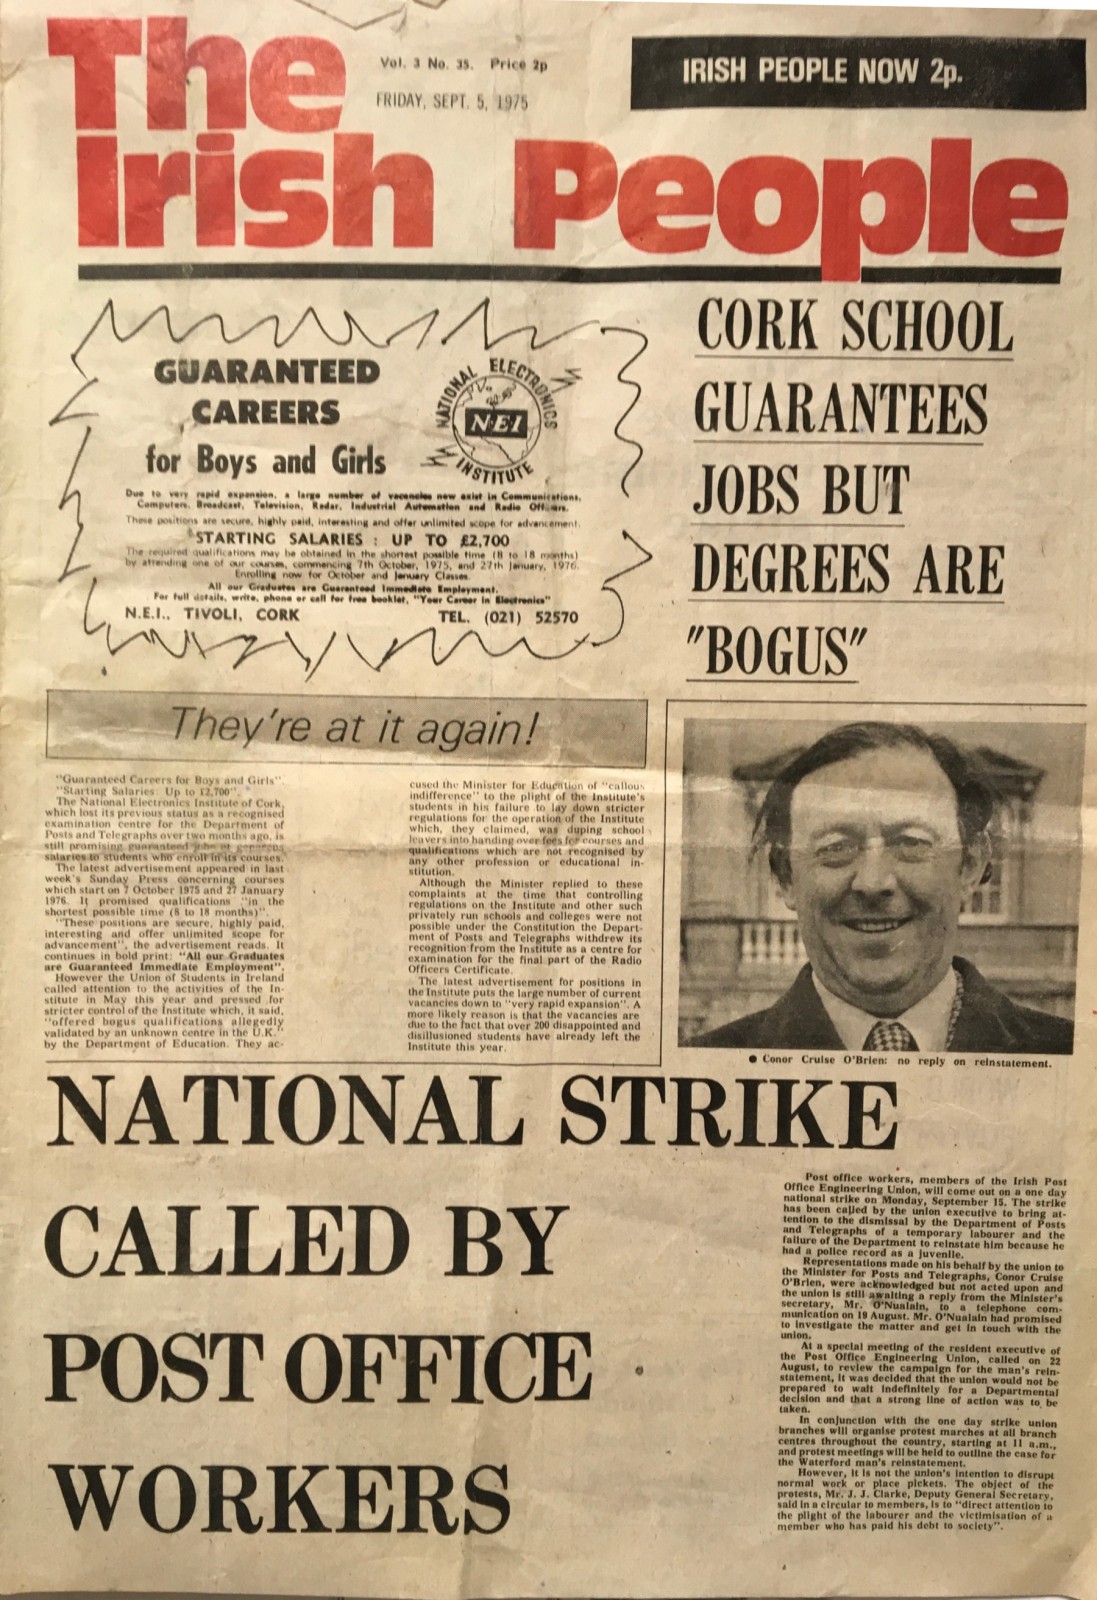 The
Irish People
Vol. 3 No. 35. Price 2p
FRIDAY, SEPT. 5, 1975
IRISH PEOPLE NOW 2p.
GUARANTEED
CAREERS
for Boys and Girls
NATIONAL ELECTRONICS
N·E·I
INSTITUTE
Due to very rapid expansion, a large number of vacancies now exist in Communications,
Computers, Broadcast, Television, Radar, Industrial Automation and Radio Officers.
These positions are secure, highly paid, interesting and offer unlimited scope for advancement.
STARTING SALARIES : UP TO £2,700
The required qualifications may be obtained in the shortest possible time (8 to 18 months)
by attending one of our courses, commencing 7th October, 1975, and 27th January, 1976.
Enrolling now for October and January Classes.
All our Graduates are Guaranteed Immediate Employment.
For full details, write, phone or call for free booklet, "Your Career in Electronics"
N.E.I., TIVOLI, CORK TEL. (021) 52570
CORK SCHOOL
GUARANTEES
JOBS BUT
DEGREES ARE
"BOGUS"
They're at it again!
"Guaranteed Careers for Boys and Girls".
"Starting Salaries: Up to £2,700".
The National Electronics Institute of Cork,
which lost its previous status as a recognised
examination centre for the Department of
Posts and Telegraphs over two months ago, is
still promising guaranteed jobs at generous
salaries to students who enroll in its courses.
The latest advertisement appeared in last
week's Sunday Press concerning courses
which start on 7 October 1975 and 27 January
1976. It promised qualifications "in the
shortest possible time (8 to 18 months)".
"These positions are secure, highly paid,
interesting and offer unlimited scope for
advancement", the advertisement reads. It
continues in bold print: "All our Graduates
are Guaranteed Immediate Employment".
However the Union of Students in Ireland
called attention to the activities of the In-
stitute in May this year and pressed for
stricter control of the Institute which, it said,
"offered bogus qualifications allegedly
validated by an unknown centre in the U.K."
by the Department of Education. They ac-
cused the Minister for Education of "callous
indifference" to the plight of the Institute's
students in his failure to lay down stricter
regulations for the operation of the Institute
which, they claimed, was duping school
leavers into handing over fees for courses and
qualifications which are not recognised by
any other profession or educational in-
stitution.
Although the Minister replied to these
complaints at the time that controlling
regulations on the Institute and other such
privately run schools and colleges were not
possible under the Constitution the Depart-
ment of Posts and Telegraphs withdrew its
recognition from the Institute as a centre for
examination for the final part of the Radio
Officers Certificate.
The latest advertisement for positions in
the Institute puts the large number of current
vacancies down to "very rapid expansion". A
more likely reason is that the vacancies are
due to the fact that over 200 disappointed and
disillusioned students have already left the
Institute this year.
● Conor Cruise O'Brien: no reply on reinstatement.
NATIONAL STRIKE
CALLED BY
POST OFFICE
WORKERS
Post office workers, members of the Irish Post
Office Engineering Union, will come out on a one day
national strike on Monday, September 15. The strike
has been called by the union executive to bring at-
tention to the dismissal by the Department of Posts
and Telegraphs of a temporary labourer and the
failure of the Department to reinstate him because he
had a police record as a juvenile.
Representations made on his behalf by the union to
the Minister for Posts and Telegraphs, Conor Cruise
O'Brien, were acknowledged but not acted upon and
the union is still awaiting a reply from the Minister's
secretary, Mr. O'Nualain, to a telephone com-
munication on 19 August. Mr. O'Nualain had promised
to investigate the matter and get in touch with the
union.
At a special meeting of the resident executive of
the Post Office Engineering Union, called on 22
August, to review the campaign for the man's rein-
statement, it was decided that the union would not be
prepared to wait indefinitely for a Departmental
decision and that a strong line of action was to be
taken.
In conjunction with the one day strike union
branches will organise protest marches at all branch
centres throughout the country, starting at 11 a.m.,
and protest meetings will be held to outline the case for
the Waterford man's reinstatement.
However, it is not the union's intention to disrupt
normal work or place pickets. The object of the
protests, Mr. J. J. Clarke, Deputy General Secretary,
said in a circular to members, is to "direct attention to
the plight of the labourer and the victimisation of a
member who has paid his debt to society".